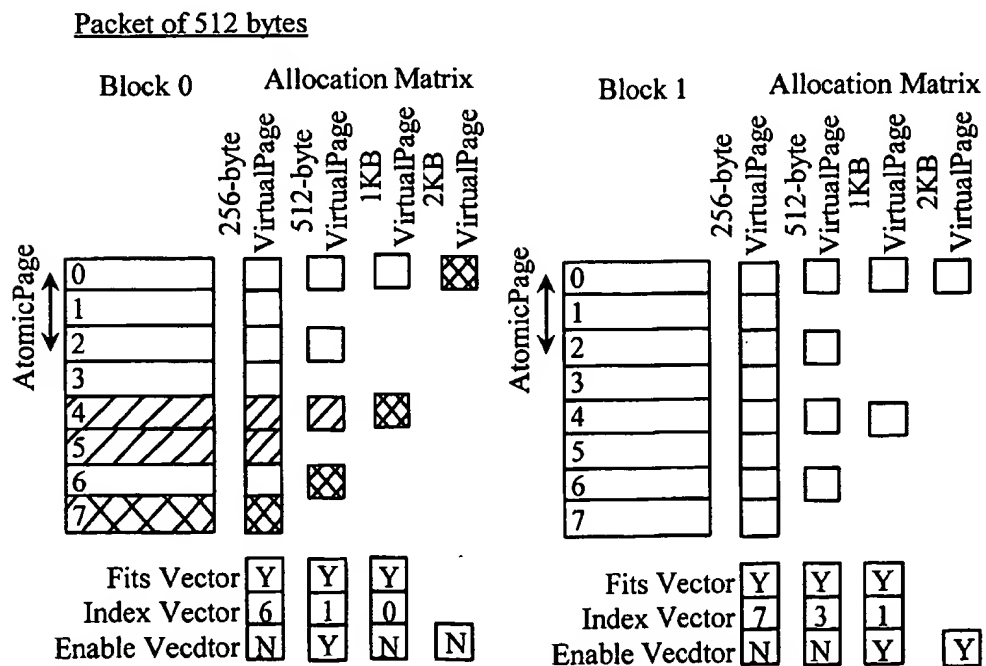 Packet of 512 bytes
Block 0
Allocation Matrix
256-byte
VirtualPage
512-byte
VirtualPage
1KB
VirtualPage
2KB
VirtualPage
AtomicPage
0
1
2
3
4
5
6
7
Fits Vector Y Y Y
Index Vector 6 1 0
Enable Vecdtor N Y N N
Block 1
Allocation Matrix
256-byte
VirtualPage
512-byte
VirtualPage
1KB
VirtualPage
2KB
VirtualPage
AtomicPage
0
1
2
3
4
5
6
7
Fits Vector Y Y Y
Index Vector 7 3 1
Enable Vecdtor N N Y Y